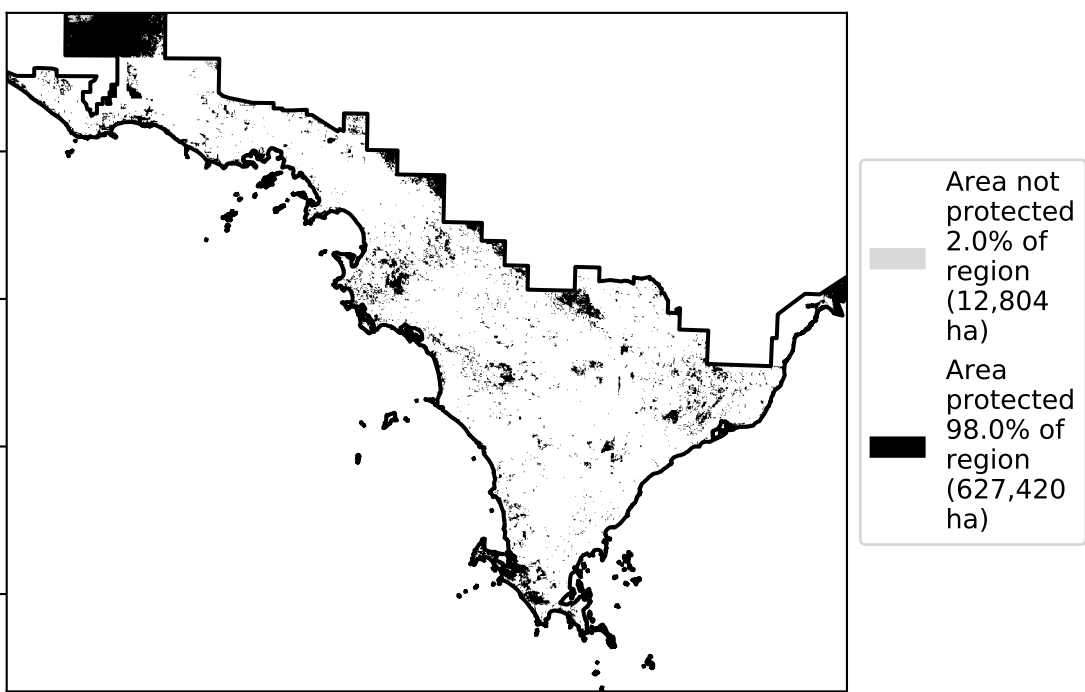 Area not
protected
2.0% of
region
(12,804
ha)
Area
protected
98.0% of
region
(627,420
ha)